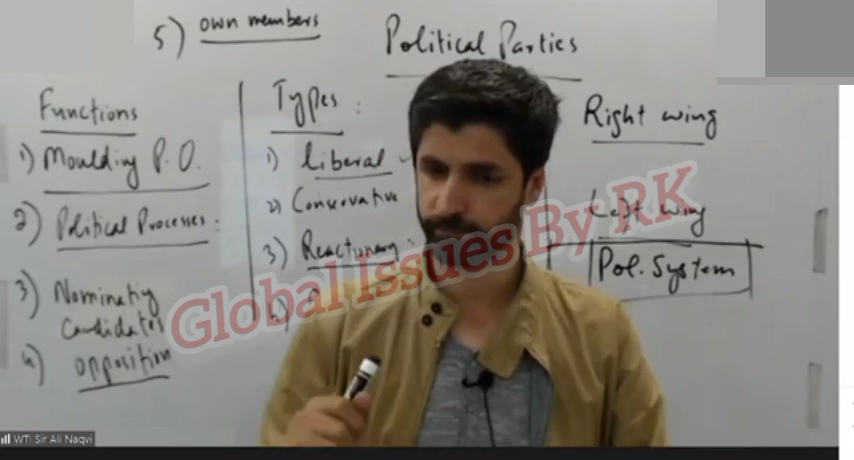 5) own members
Political Parties
Functions
1) Moulding P.O.
2) Political Processes:
3) Nominating
Candidates
4) opposition
Types:
1) liberal
2) Conservative
3) Reactionary:
4)
Right wing
Left wing
Pol. System
Global Issues By RK
WTI Sir Ali Naqvi